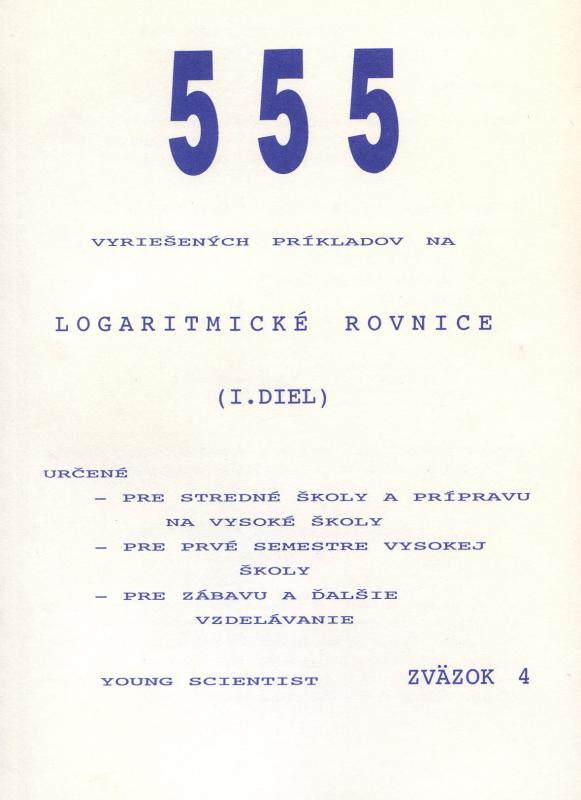 555
VYRIEŠENÝCH PRÍKLADOV NA
LOGARITMICKÉ ROVNICE
(I.DIEL)
URČENÉ
– PRE STREDNÉ ŠKOLY A PRÍPRAVU
NA VYSOKÉ ŠKOLY
– PRE PRVÉ SEMESTRE VYSOKEJ
ŠKOLY
– PRE ZÁBAVU A ĎALŠIE
VZDELÁVANIE
YOUNG SCIENTIST ZVÄZOK 4